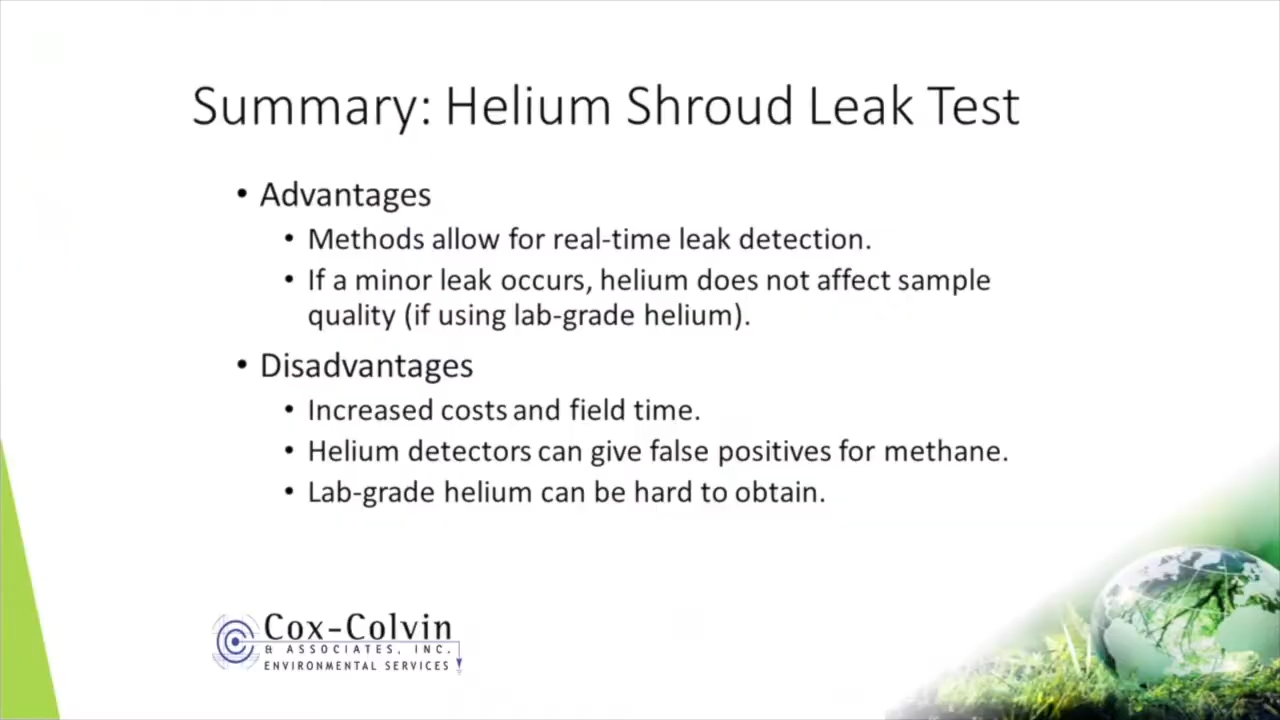 Summary: Helium Shroud Leak Test
• Advantages
• Methods allow for real-time leak detection.
• If a minor leak occurs, helium does not affect sample
quality (if using lab-grade helium).
• Disadvantages
• Increased costs and field time.
• Helium detectors can give false positives for methane.
• Lab-grade helium can be hard to obtain.
Cox-Colvin
& ASSOCIATES, INC.
ENVIRONMENTAL SERVICES